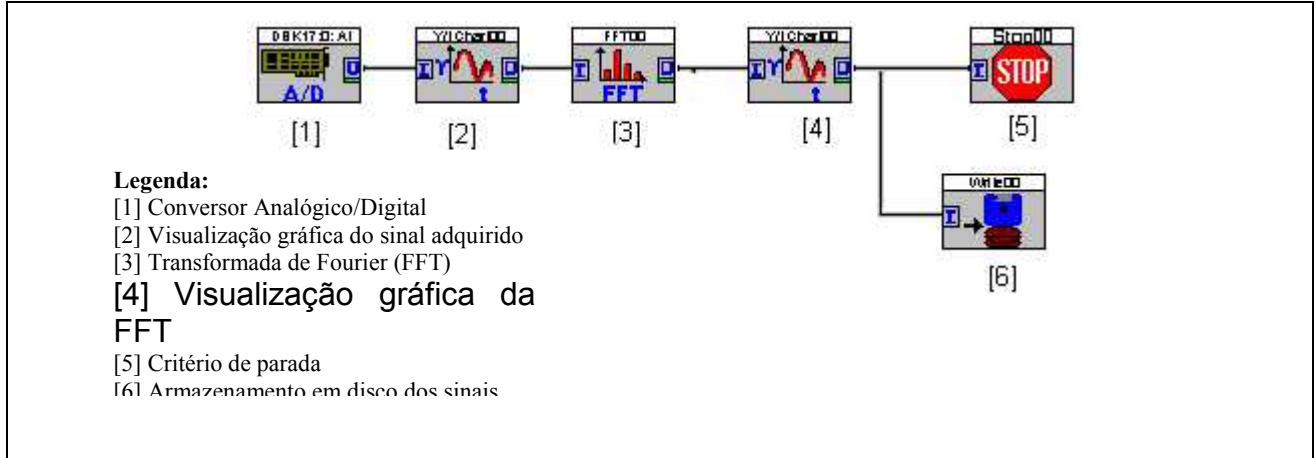 DBK17:0: AI
Y/t Chart00
FFT00
Y/t Chart00
Stop00
I
O
A/D
Y
t
FFT
STOP
[1]
[2]
[3]
[4]
[5]
Write00
[6]
Legenda:
[1] Conversor Analógico/Digital
[2] Visualização gráfica do sinal adquirido
[3] Transformada de Fourier (FFT)
[4] Visualização gráfica da
FFT
[5] Critério de parada
[6] Armazenamento em disco dos sinais